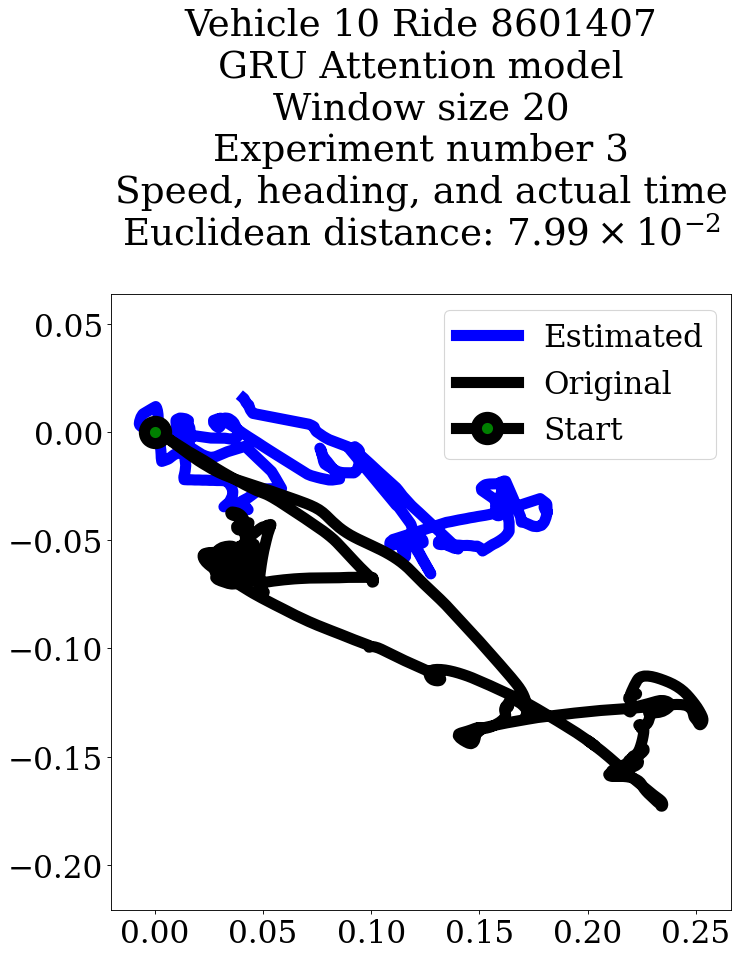 Vehicle 10 Ride 8601407
GRU Attention model
Window size 20
Experiment number 3
Speed, heading, and actual time
Euclidean distance: 7.99 × 10⁻²
Estimated
Original
Start
0.05
0.00
−0.05
−0.10
−0.15
−0.20
0.00 0.05 0.10 0.15 0.20 0.25